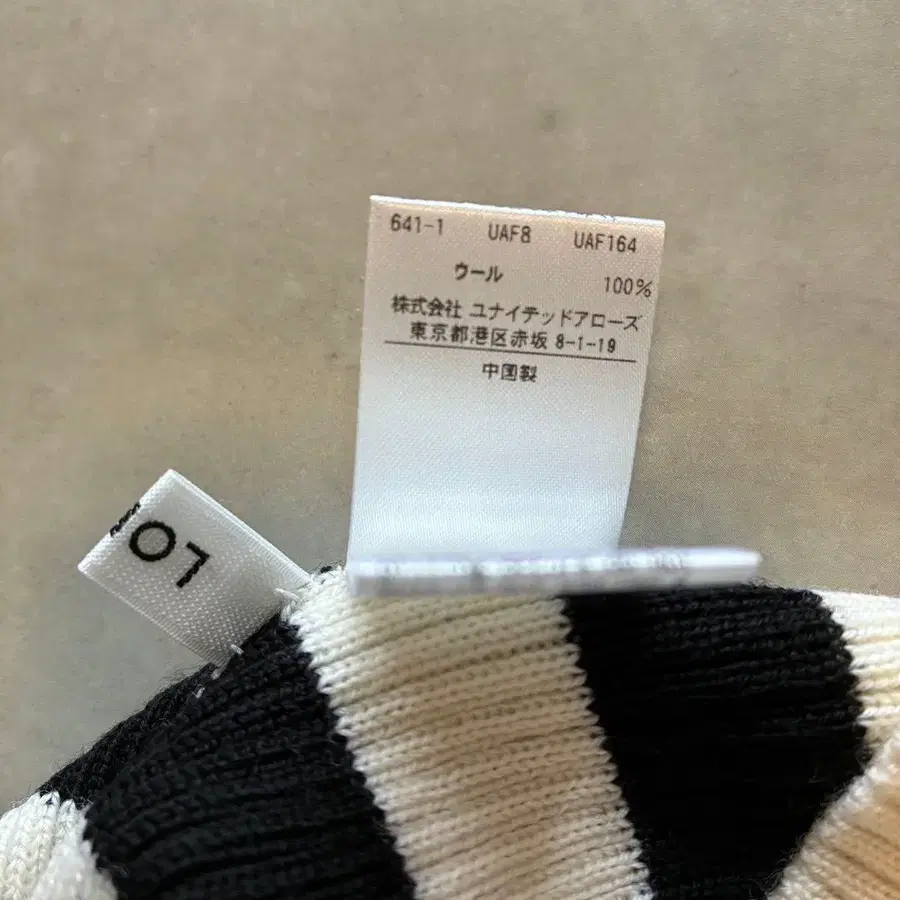 641-1 UAF8 UAF164
ウール 100%
株式会社 ユナイテッドアローズ
東京都港区赤坂 8-1-19
中国製